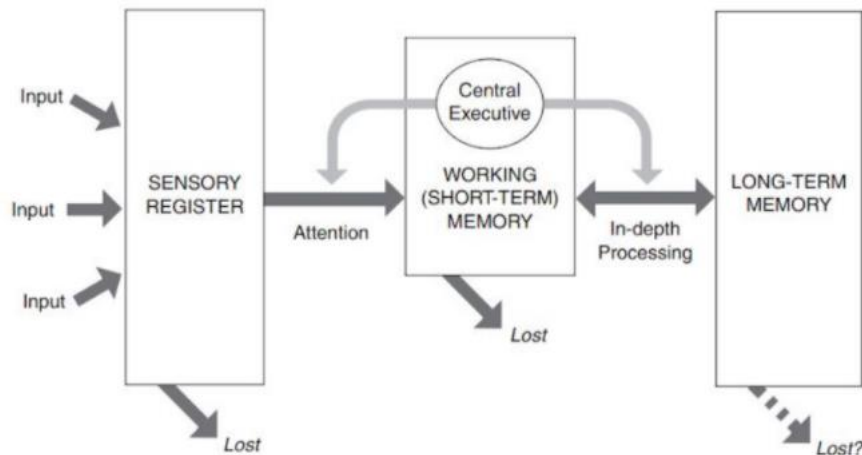 Input
Input
Input
SENSORY
REGISTER
Lost
Attention
Central
Executive
WORKING
(SHORT-TERM)
MEMORY
Lost
In-depth
Processing
LONG-TERM
MEMORY
Lost?